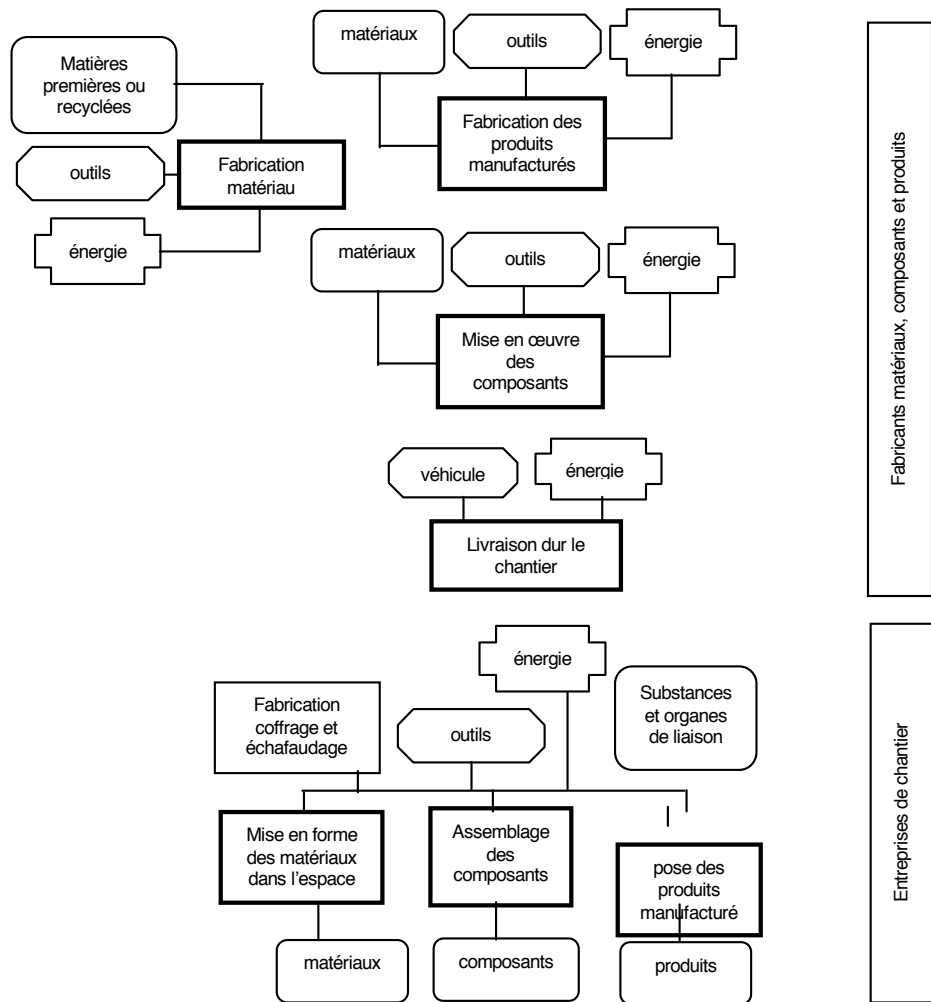 matériaux
outils
énergie
Matières
premières ou
recyclées
Fabrication des
produits
manufacturés
outils
Fabrication
matériau
énergie
matériaux
outils
énergie
Mise en œuvre
des
composants
véhicule
énergie
Livraison dur le
chantier
Fabricants matériaux, composants et produits
énergie
Fabrication
coffrage et
échafaudage
outils
Substances
et organes
de liaison
Mise en forme
des matériaux
dans l'espace
Assemblage
des
composants
pose des
produits
manufacturé
matériaux
composants
produits
Entreprises de chantier